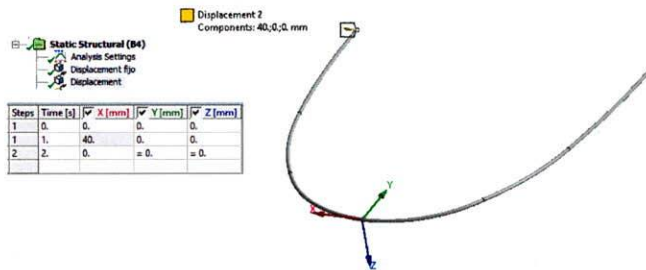 Displacement 2
Components: 40.;0.;0. mm
Static Structural (B4)
Analysis Settings
Displacement fijo
Displacement
Steps Time [s] X [mm] Y [mm] Z [mm]
1 0. 0. 0. 0.
1 1. 40. 0. 0.
2 2. 0. = 0. = 0.
X
Y
Z